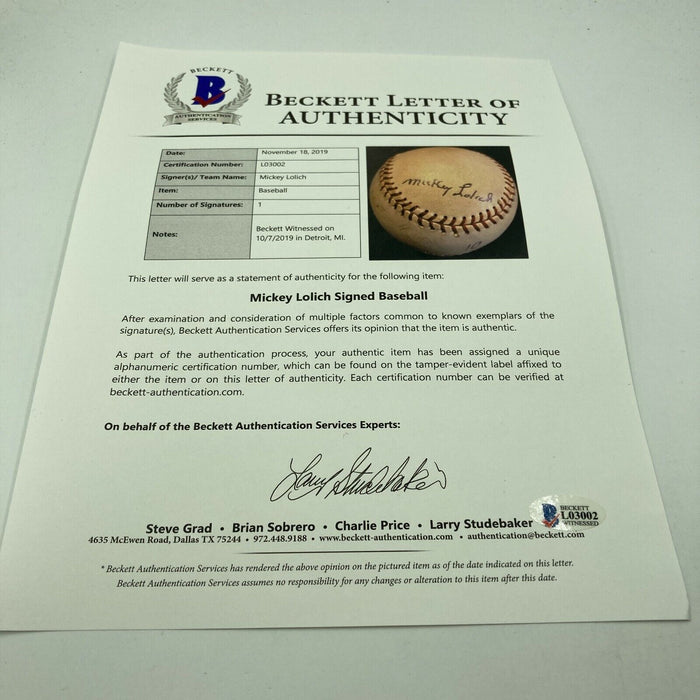 BECKETT
B
AUTHENTICATION
SERVICES
BECKETT LETTER OF
AUTHENTICITY
Date: November 18, 2019
Certification Number: L03002
Signer(s)/ Team Name: Mickey Lolich
Item: Baseball
Number of Signatures: 1
Notes: Beckett Witnessed on
10/7/2019 in Detroit, MI.
Mickey Lolich
This letter will serve as a statement of authenticity for the following item:
Mickey Lolich Signed Baseball
After examination and consideration of multiple factors common to known exemplars of the
signature(s), Beckett Authentication Services offers its opinion that the item is authentic.
As part of the authentication process, your authentic item has been assigned a unique
alphanumeric certification number, which can be found on the tamper-evident label affixed to
either the item or on this letter of authenticity. Each certification number can be verified at
beckett-authentication.com.
On behalf of the Beckett Authentication Services Experts:
Larry Studebaker
BECKETT
L03002
WITNESSED
Steve Grad • Brian Sobrero • Charlie Price • Larry Studebaker
4635 McEwen Road, Dallas TX 75244 • 972.448.9188 • www.beckett-authentication.com • authentication@beckett.com
* Beckett Authentication Services has rendered the above opinion on the pictured item as of the date indicated on this letter.
Beckett Authentication Services assumes no responsibility for any changes or alteration to this item after this date.